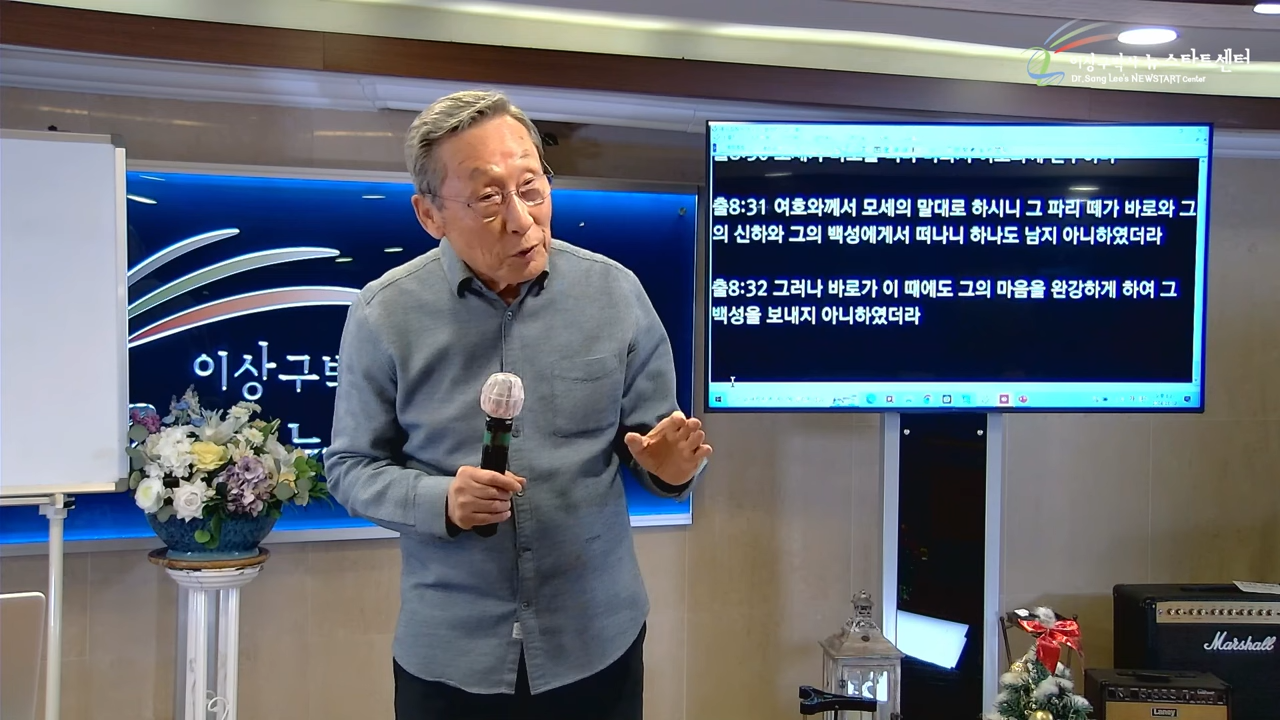 스타트센터
Dr. Sang Lee's NEWSTART Center
출8:31 여호와께서 모세의 말대로 하시니 그 파리 떼가 바로와 그
의 신하와 그의 백성에게서 떠나니 하나도 남지 아니하였더라
출8:32 그러나 바로가 이 때에도 그의 마음을 완강하게 하여 그
백성을 보내지 아니하였더라
이상구
Marshall
Laney